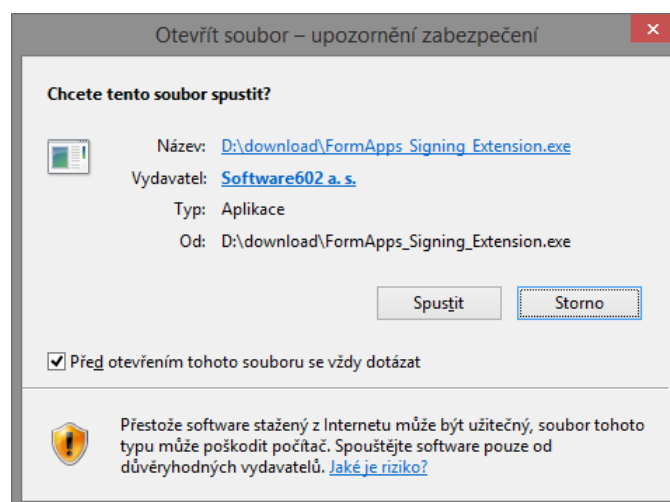 Otevřít soubor – upozornění zabezpečení
Chcete tento soubor spustit?
Název: D:\download\FormApps_Signing_Extension.exe
Vydavatel: Software602 a. s.
Typ: Aplikace
Od: D:\download\FormApps_Signing_Extension.exe
Spustit Storno
Před otevřením tohoto souboru se vždy dotázat
Přestože software stažený z Internetu může být užitečný, soubor tohoto
typu může poškodit počítač. Spouštějte software pouze od
důvěryhodných vydavatelů. Jaké je riziko?